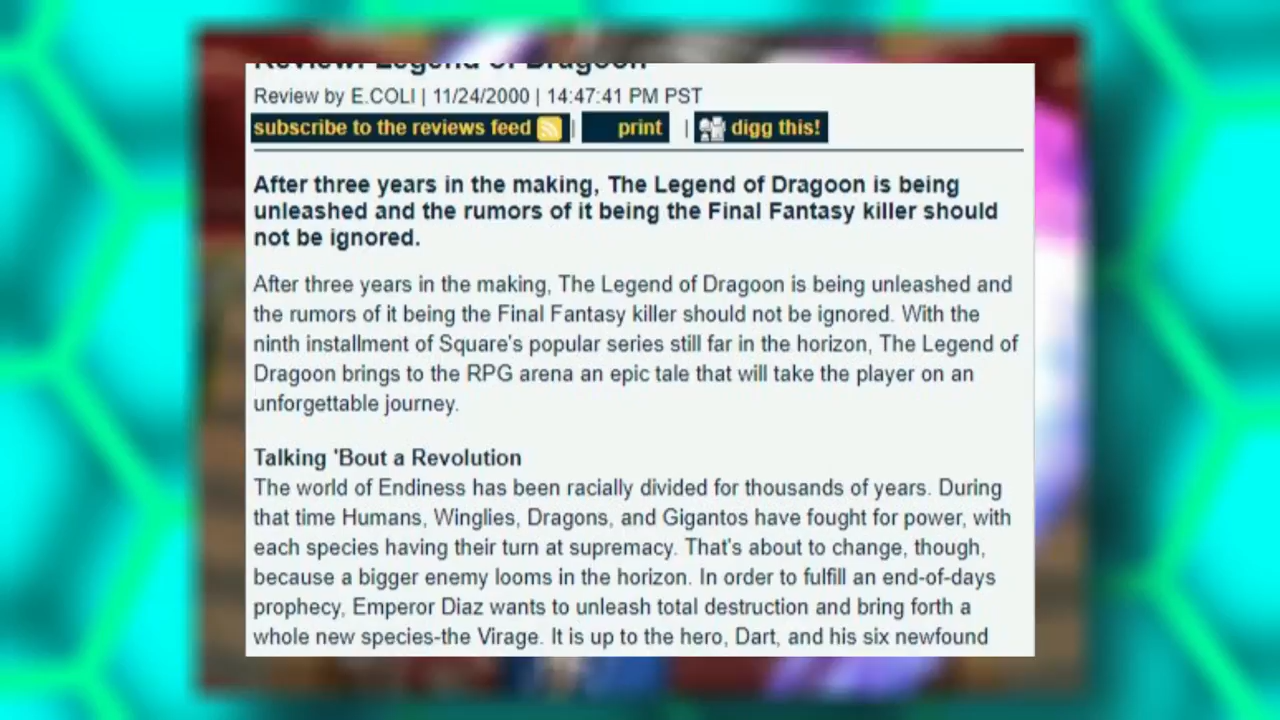 Review: Legend of Dragoon
Review by E.COLI | 11/24/2000 | 14:47:41 PM PST
subscribe to the reviews feed | print | digg this!
After three years in the making, The Legend of Dragoon is being
unleashed and the rumors of it being the Final Fantasy killer should
not be ignored.
After three years in the making, The Legend of Dragoon is being unleashed and
the rumors of it being the Final Fantasy killer should not be ignored. With the
ninth installment of Square's popular series still far in the horizon, The Legend of
Dragoon brings to the RPG arena an epic tale that will take the player on an
unforgettable journey.
Talking 'Bout a Revolution
The world of Endiness has been racially divided for thousands of years. During
that time Humans, Winglies, Dragons, and Gigantos have fought for power, with
each species having their turn at supremacy. That's about to change, though,
because a bigger enemy looms in the horizon. In order to fulfill an end-of-days
prophecy, Emperor Diaz wants to unleash total destruction and bring forth a
whole new species-the Virage. It is up to the hero, Dart, and his six newfound